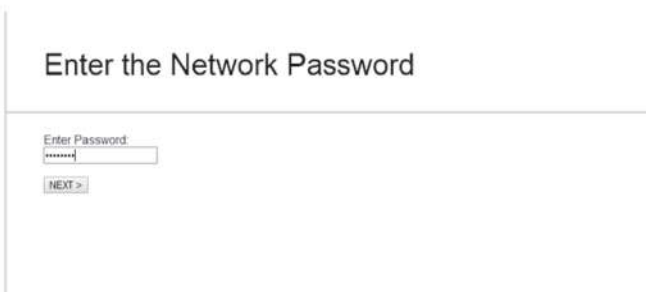 Enter the Network Password
Enter Password:
••••••••
NEXT >